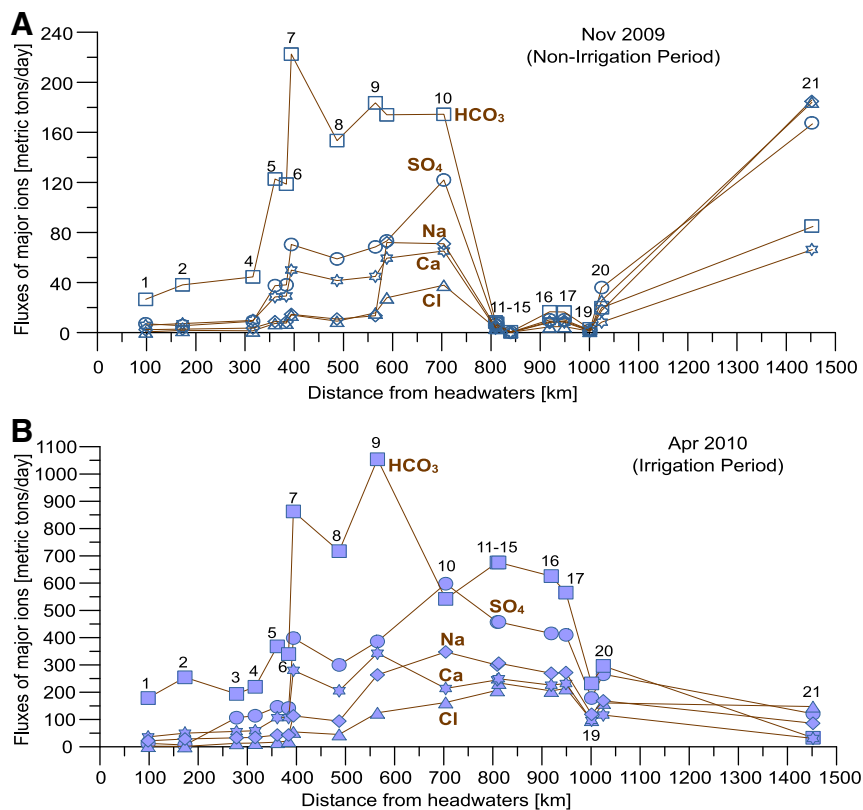 A
Nov 2009
(Non-Irrigation Period)
Fluxes of major ions [metric tons/day]
240
200
160
120
80
40
0
1
2
4
5
6
7
8
9
10
11-15
16
17
19
20
21
HCO₃
SO₄
Na
Ca
Cl
0 100 200 300 400 500 600 700 800 900 1000 1100 1200 1300 1400 1500
Distance from headwaters [km]
B
Apr 2010
(Irrigation Period)
Fluxes of major ions [metric tons/day]
1100
1000
900
800
700
600
500
400
300
200
100
0
1
2
3
4
5
6
7
8
9
10
11-15
16
17
19
20
21
HCO₃
SO₄
Na
Ca
Cl
0 100 200 300 400 500 600 700 800 900 1000 1100 1200 1300 1400 1500
Distance from headwaters [km]